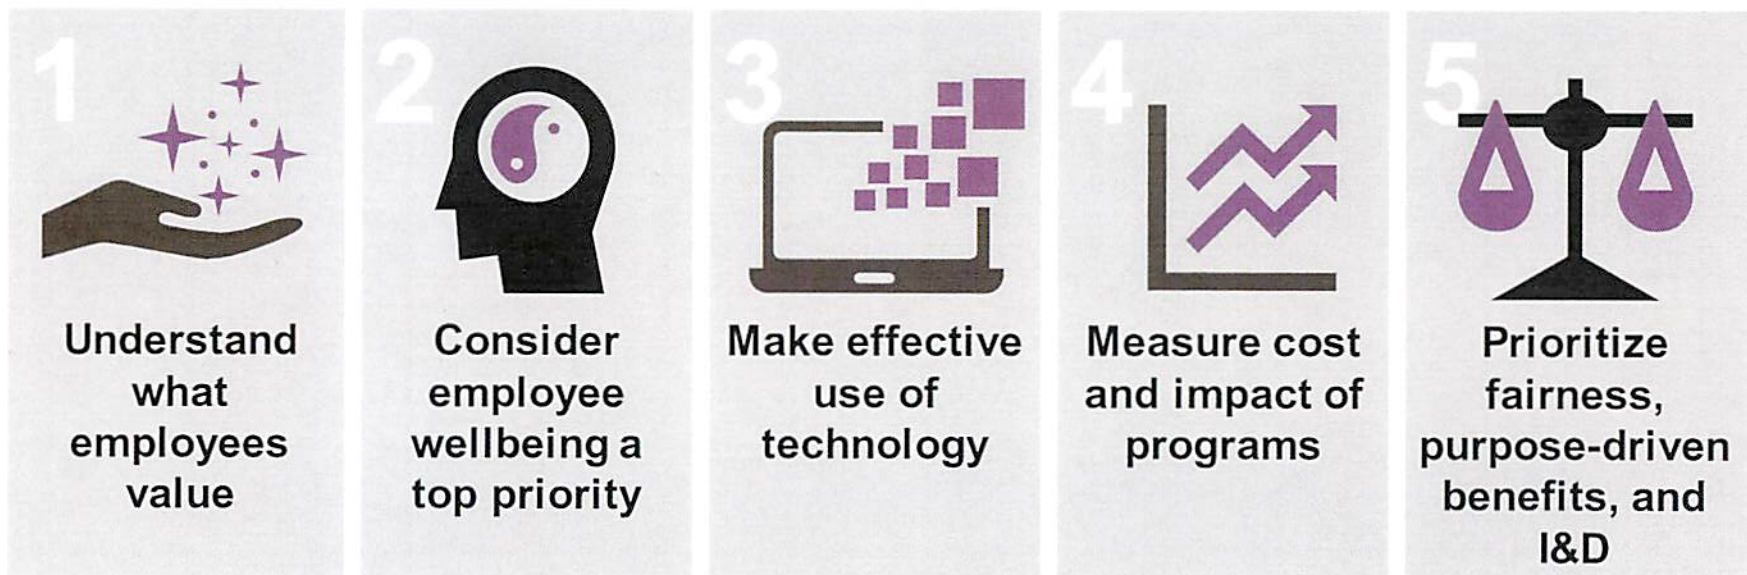 1
Understand
what
employees
value
2
Consider
employee
wellbeing a
top priority
3
Make effective
use of
technology
4
Measure cost
and impact of
programs
5
Prioritize
fairness,
purpose-driven
benefits, and
I&D